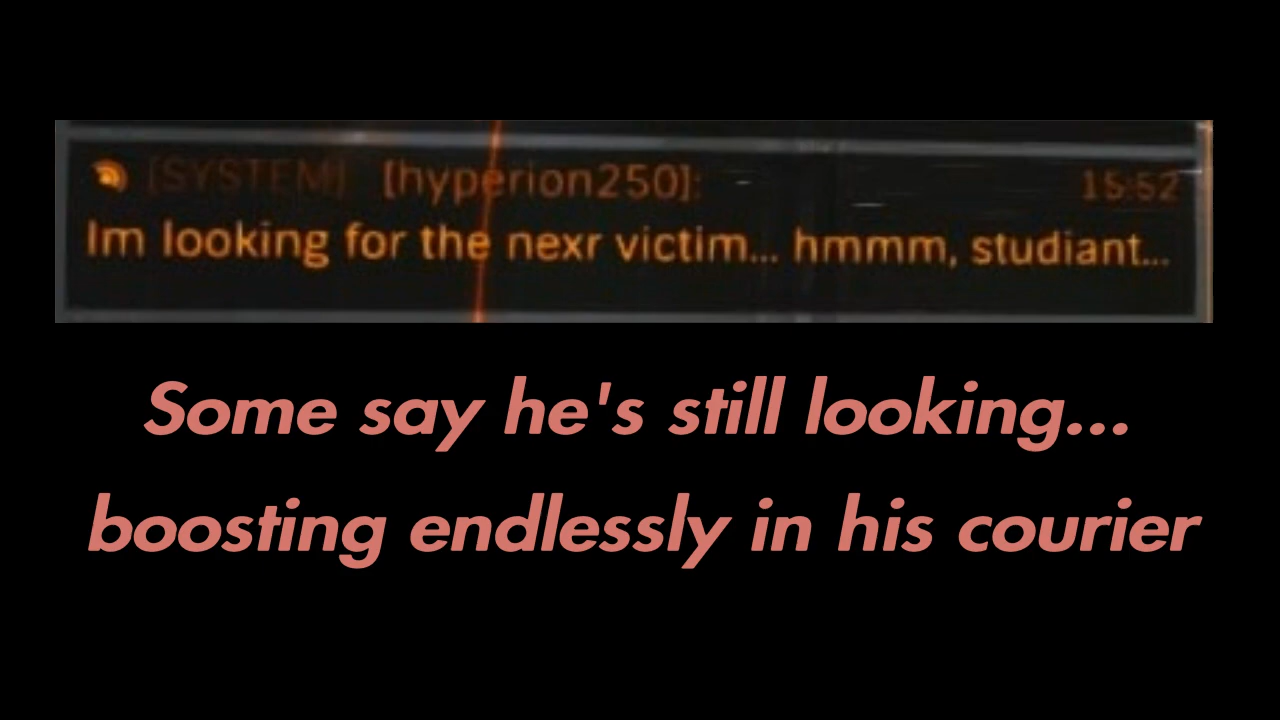 [SYSTEM] [hyperion250]: 15:52
Im looking for the nexr victim... hmmm, studiant...
Some say he's still looking...
boosting endlessly in his courier